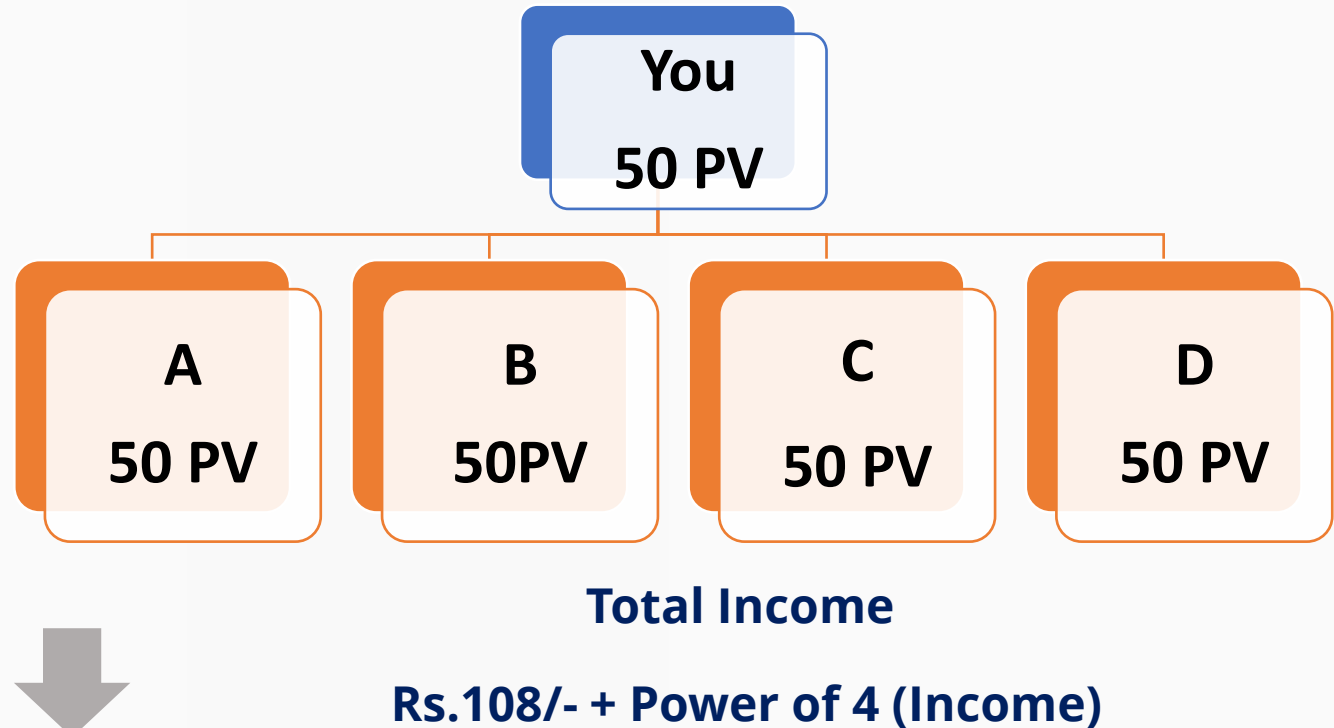 You
50 PV
A
50 PV
B
50PV
C
50 PV
D
50 PV
Total Income
Rs.108/- + Power of 4 (Income)